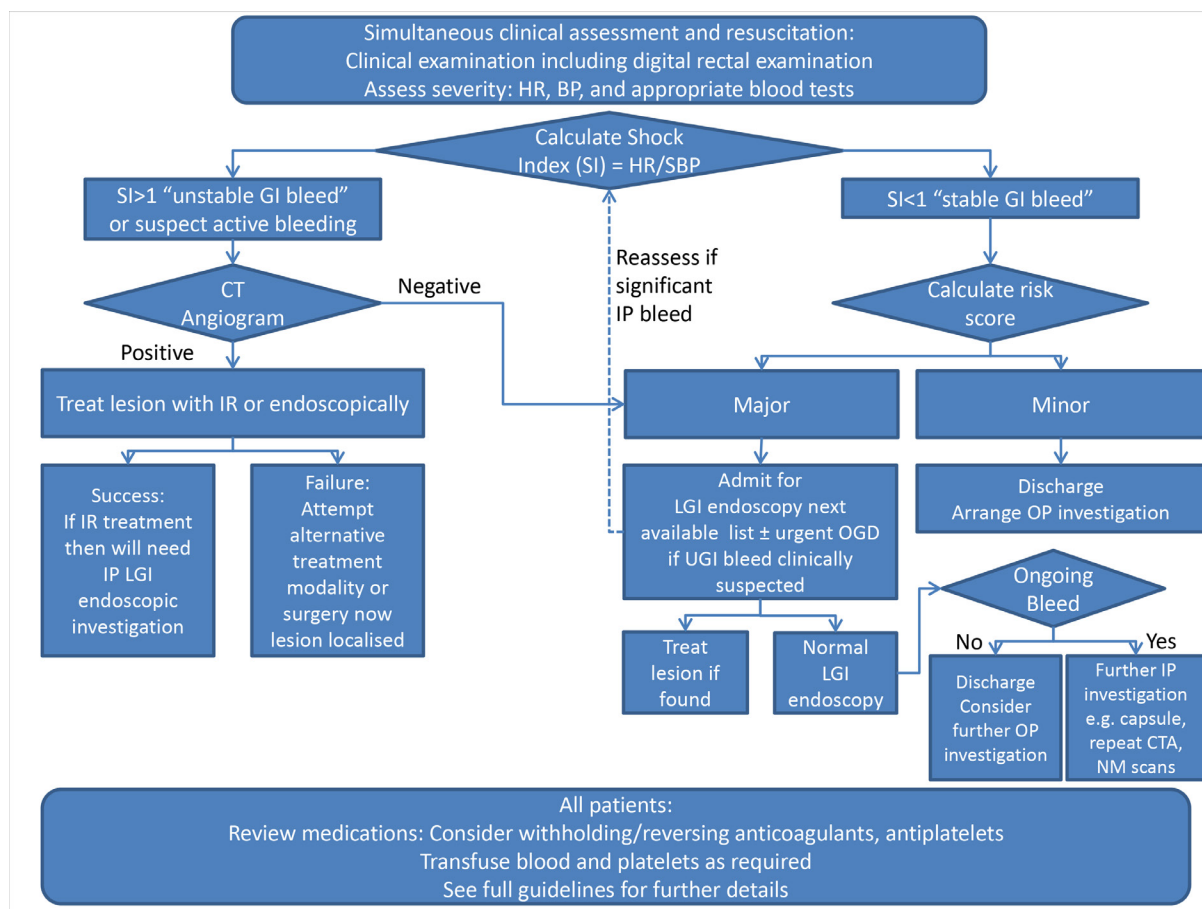 Simultaneous clinical assessment and resuscitation:
Clinical examination including digital rectal examination
Assess severity: HR, BP, and appropriate blood tests
Calculate Shock
Index (SI) = HR/SBP
SI>1 “unstable GI bleed”
or suspect active bleeding
SI<1 “stable GI bleed”
Reassess if
significant
IP bleed
CT
Angiogram
Negative
Positive
Calculate risk
score
Treat lesion with IR or endoscopically
Major
Minor
Success:
If IR treatment
then will need
IP LGI
endoscopic
investigation
Failure:
Attempt
alternative
treatment
modality or
surgery now
lesion localised
Admit for
LGI endoscopy next
available list ± urgent OGD
if UGI bleed clinically
suspected
Discharge
Arrange OP investigation
Treat
lesion if
found
Normal
LGI
endoscopy
Ongoing
Bleed
No
Yes
Discharge
Consider
further OP
investigation
Further IP
investigation
e.g. capsule,
repeat CTA,
NM scans
All patients:
Review medications: Consider withholding/reversing anticoagulants, antiplatelets
Transfuse blood and platelets as required
See full guidelines for further details